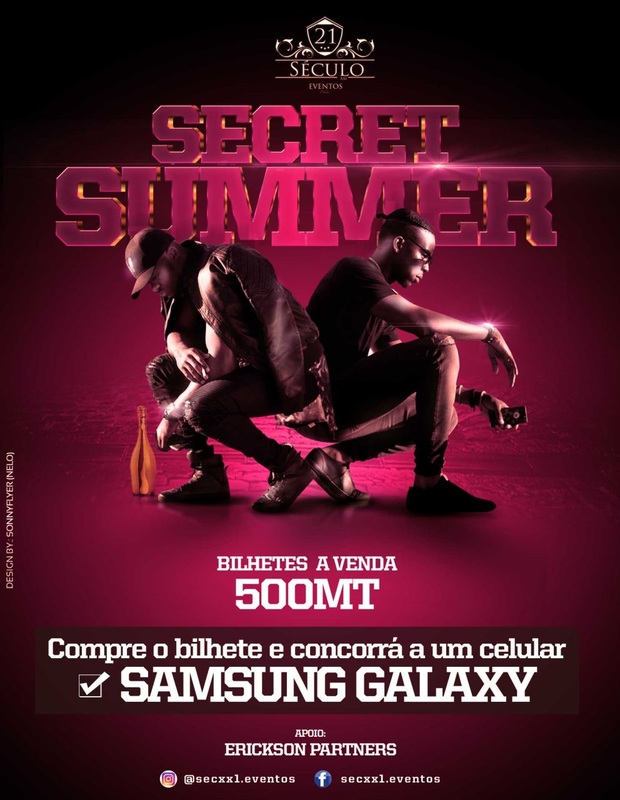 21
SÉCULO
EVENTOS
SECRET
SUMMER
DESIGN BY.: SONNYFLYER (NELO)
BILHETES A VENDA
500MT
Compre o bilhete e concorrá a um celular
SAMSUNG GALAXY
APOIO:
ERICKSON PARTNERS
@secxx1.eventos secxx1.eventos